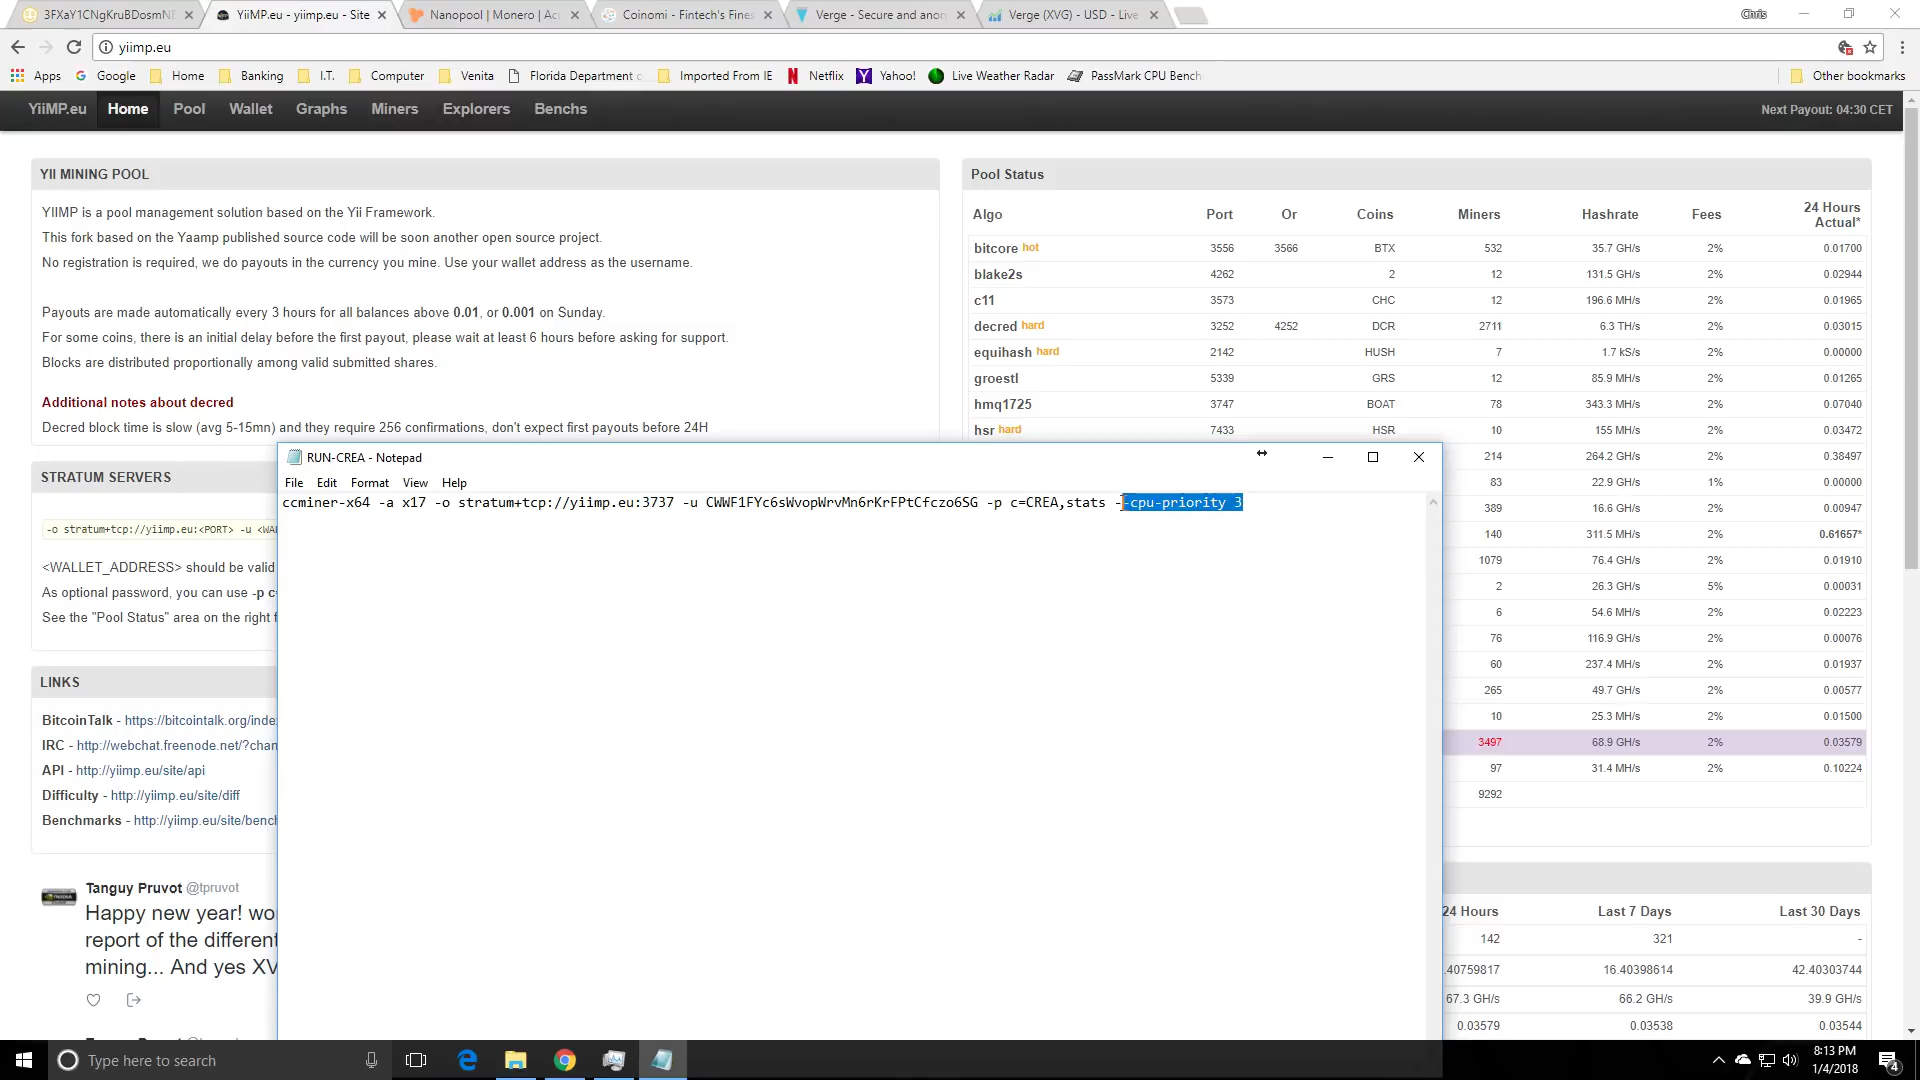 3FXaY1CNgKruBDosmNE
YiiMP.eu - yiimp.eu - Site
Nanopool | Monero | Ac
Coinomi - Fintech's Fines
Verge - Secure and anon
Verge (XVG) - USD - Live
Chris
yiimp.eu
Apps
Google
Home
Banking
I.T.
Computer
Venita
Florida Department o
Imported From IE
Netflix
Yahoo!
Live Weather Radar
PassMark CPU Bench
Other bookmarks
YiiMP.eu Home Pool Wallet Graphs Miners Explorers Benchs
Next Payout: 04:30 CET
YII MINING POOL
YIIMP is a pool management solution based on the Yii Framework.
This fork based on the Yaamp published source code will be soon another open source project.
No registration is required, we do payouts in the currency you mine. Use your wallet address as the username.
Payouts are made automatically every 3 hours for all balances above 0.01, or 0.001 on Sunday.
For some coins, there is an initial delay before the first payout, please wait at least 6 hours before asking for support.
Blocks are distributed proportionally among valid submitted shares.
Additional notes about decred
Decred block time is slow (avg 5-15mn) and they require 256 confirmations, don't expect first payouts before 24H
STRATUM SERVERS
-o stratum+tcp://yiimp.eu:<PORT> -u <WAL
<WALLET_ADDRESS> should be valid
As optional password, you can use -p c=
See the "Pool Status" area on the right f
LINKS
BitcoinTalk - https://bitcointalk.org/index
IRC - http://webchat.freenode.net/?chan
API - http://yiimp.eu/site/api
Difficulty - http://yiimp.eu/site/diff
Benchmarks - http://yiimp.eu/site/bench
Tanguy Pruvot @tpruvot
Happy new year! wo
report of the different
mining... And yes XV
Pool Status
Algo Port Or Coins Miners Hashrate Fees 24 Hours
Actual*
bitcore hot 3556 3566 BTX 532 35.7 GH/s 2% 0.01700
blake2s 4262 2 12 131.5 GH/s 2% 0.02944
c11 3573 CHC 12 196.6 MH/s 2% 0.01965
decred hard 3252 4252 DCR 2711 6.3 TH/s 2% 0.03015
equihash hard 2142 HUSH 7 1.7 kS/s 2% 0.00000
groestl 5339 GRS 12 85.9 MH/s 2% 0.01265
hmq1725 3747 BOAT 78 343.3 MH/s 2% 0.07040
hsr hard 7433 HSR 10 155 MH/s 2% 0.03472
214 264.2 GH/s 2% 0.38497
83 22.9 GH/s 1% 0.00001
389 16.6 GH/s 2% 0.00947
140 311.5 MH/s 2% 0.61657*
1079 76.4 GH/s 2% 0.01910
2 26.3 GH/s 5% 0.00031
6 54.6 MH/s 2% 0.02223
76 116.9 GH/s 2% 0.00076
60 237.4 MH/s 2% 0.01937
265 49.7 GH/s 2% 0.00577
10 25.3 MH/s 2% 0.01500
3497 68.9 GH/s 2% 0.03579
97 31.4 MH/s 2% 0.10224
9292
24 Hours Last 7 Days Last 30 Days
142 321 -
.40759817 16.40398614 42.40303744
67.3 GH/s 66.2 GH/s 39.9 GH/s
0.03579 0.03538 0.03544
RUN-CREA - Notepad
File Edit Format View Help
ccminer-x64 -a x17 -o stratum+tcp://yiimp.eu:3737 -u CWWF1FYc6sWvopWrvMn6rKrFPtCfczo6SG -p c=CREA,stats --cpu-priority 3
Type here to search
8:13 PM
1/4/2018
4